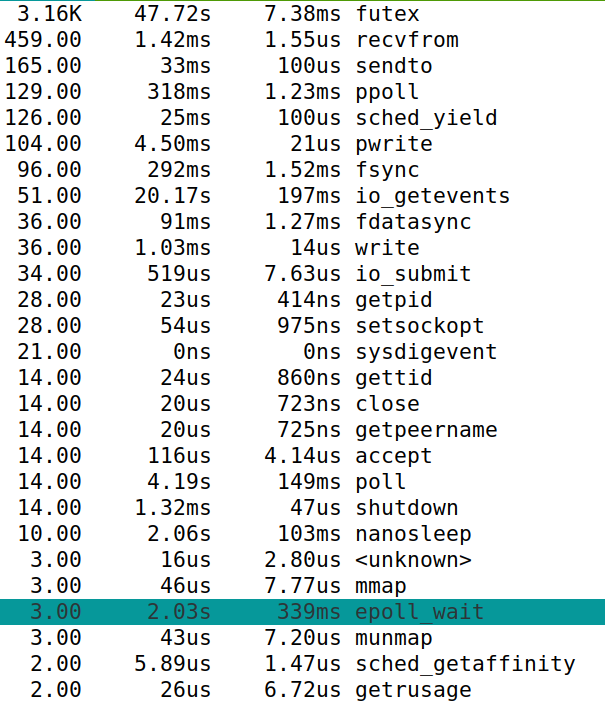 3.16K 47.72s 7.38ms futex
459.00 1.42ms 1.55us recvfrom
165.00 33ms 100us sendto
129.00 318ms 1.23ms ppoll
126.00 25ms 100us sched_yield
104.00 4.50ms 21us pwrite
96.00 292ms 1.52ms fsync
51.00 20.17s 197ms io_getevents
36.00 91ms 1.27ms fdatasync
36.00 1.03ms 14us write
34.00 519us 7.63us io_submit
28.00 23us 414ns getpid
28.00 54us 975ns setsockopt
21.00 0ns 0ns sysdigevent
14.00 24us 860ns gettid
14.00 20us 723ns close
14.00 20us 725ns getpeername
14.00 116us 4.14us accept
14.00 4.19s 149ms poll
14.00 1.32ms 47us shutdown
10.00 2.06s 103ms nanosleep
3.00 16us 2.80us <unknown>
3.00 46us 7.77us mmap
3.00 2.03s 339ms epoll_wait
3.00 43us 7.20us munmap
2.00 5.89us 1.47us sched_getaffinity
2.00 26us 6.72us getrusage